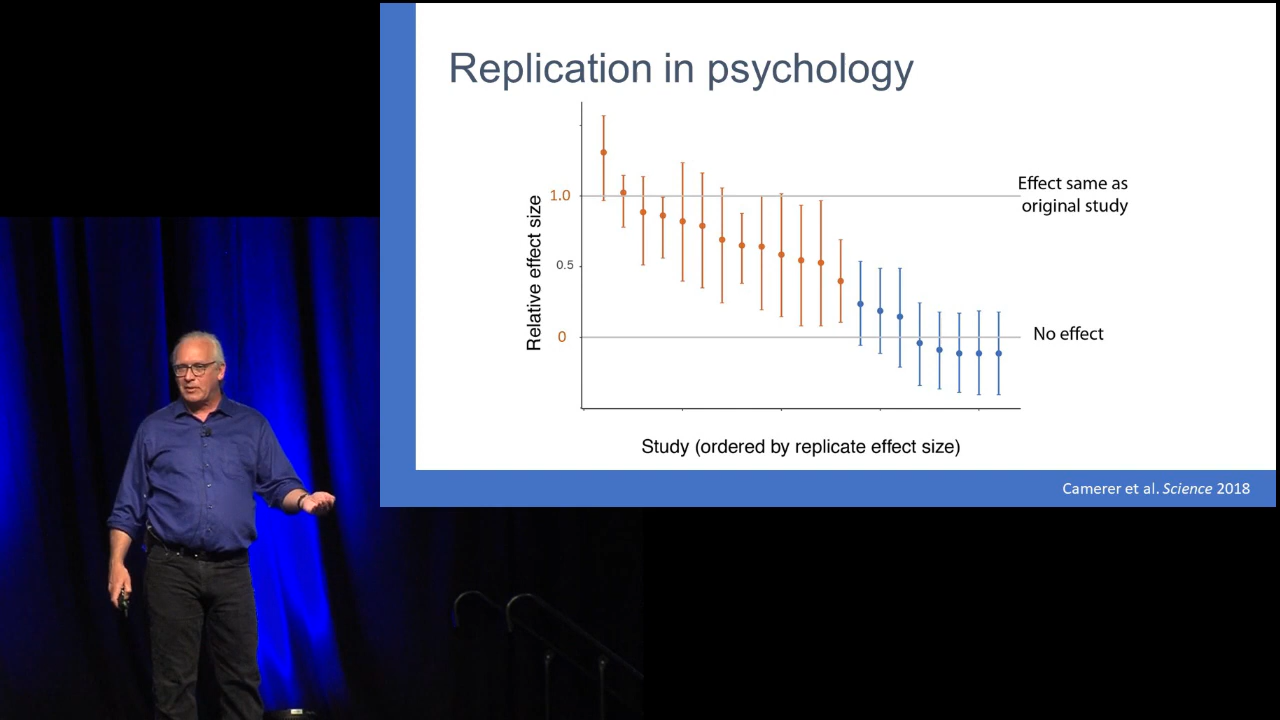 Replication in psychology
Relative effect size
1.0
0.5
0
Effect same as
original study
No effect
Study (ordered by replicate effect size)
Camerer et al. Science 2018